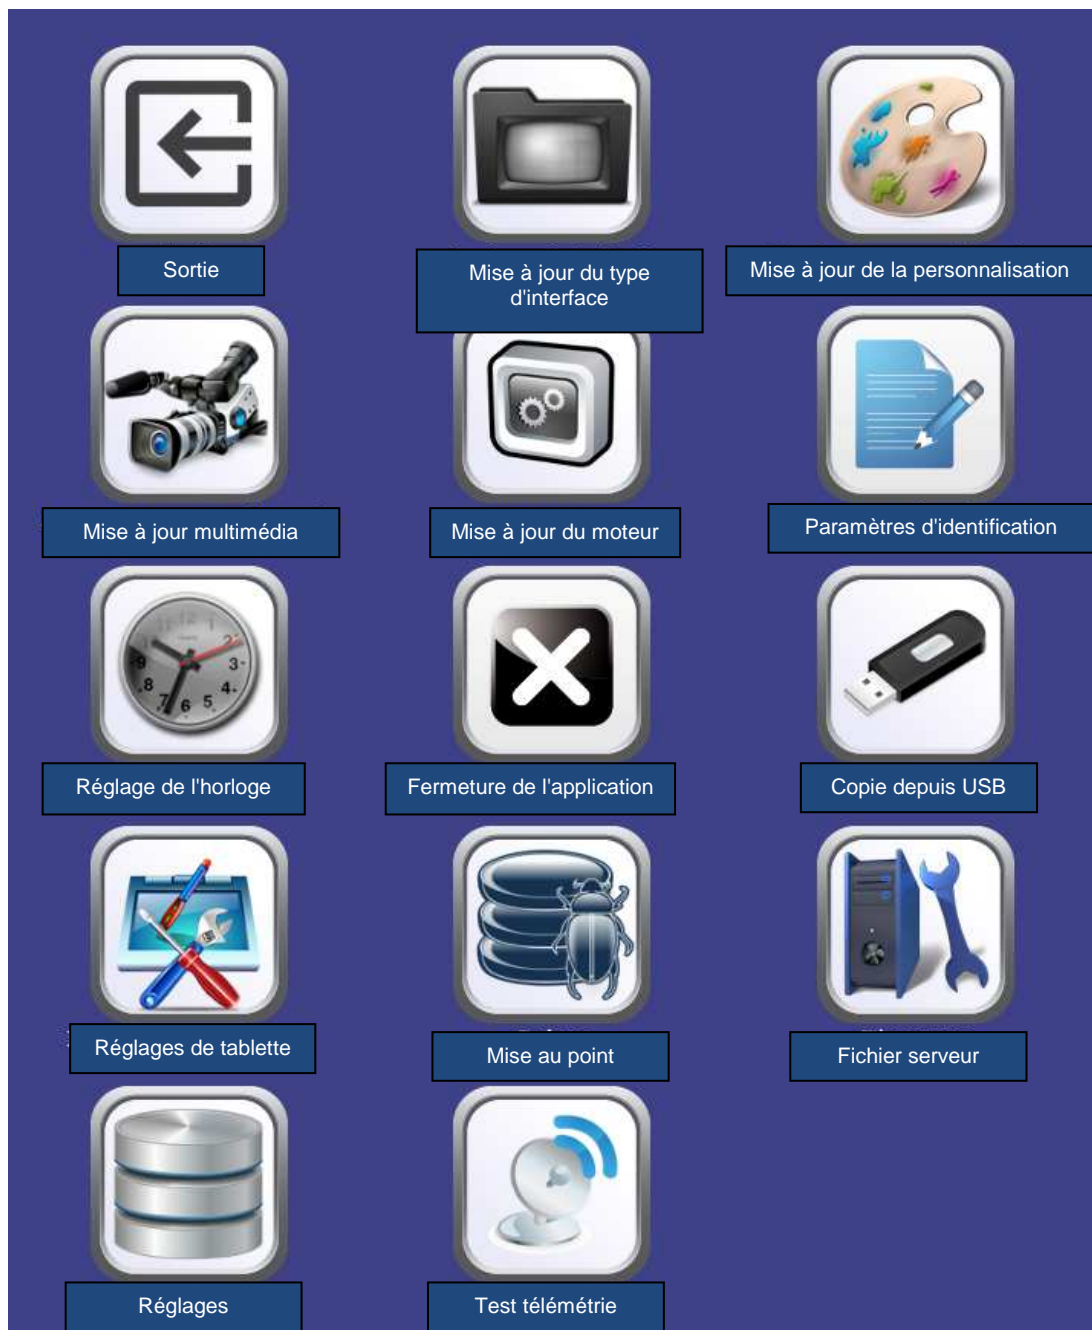 Sortie
Mise à jour du type
d'interface
Mise à jour de la personnalisation
Mise à jour multimédia
Mise à jour du moteur
Paramètres d'identification
Réglage de l'horloge
Fermeture de l'application
Copie depuis USB
Réglages de tablette
Mise au point
Fichier serveur
Réglages
Test télémétrie